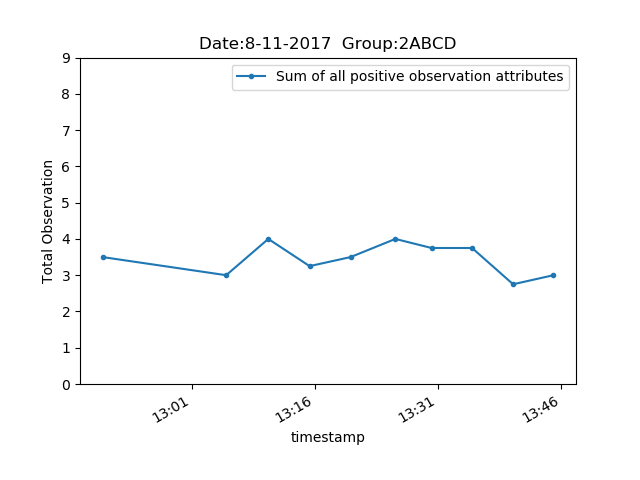 Date:8-11-2017  Group:2ABCD
Sum of all positive observation attributes
9
8
7
6
5
4
3
2
1
0
Total Observation
13:01 13:16 13:31 13:46
timestamp